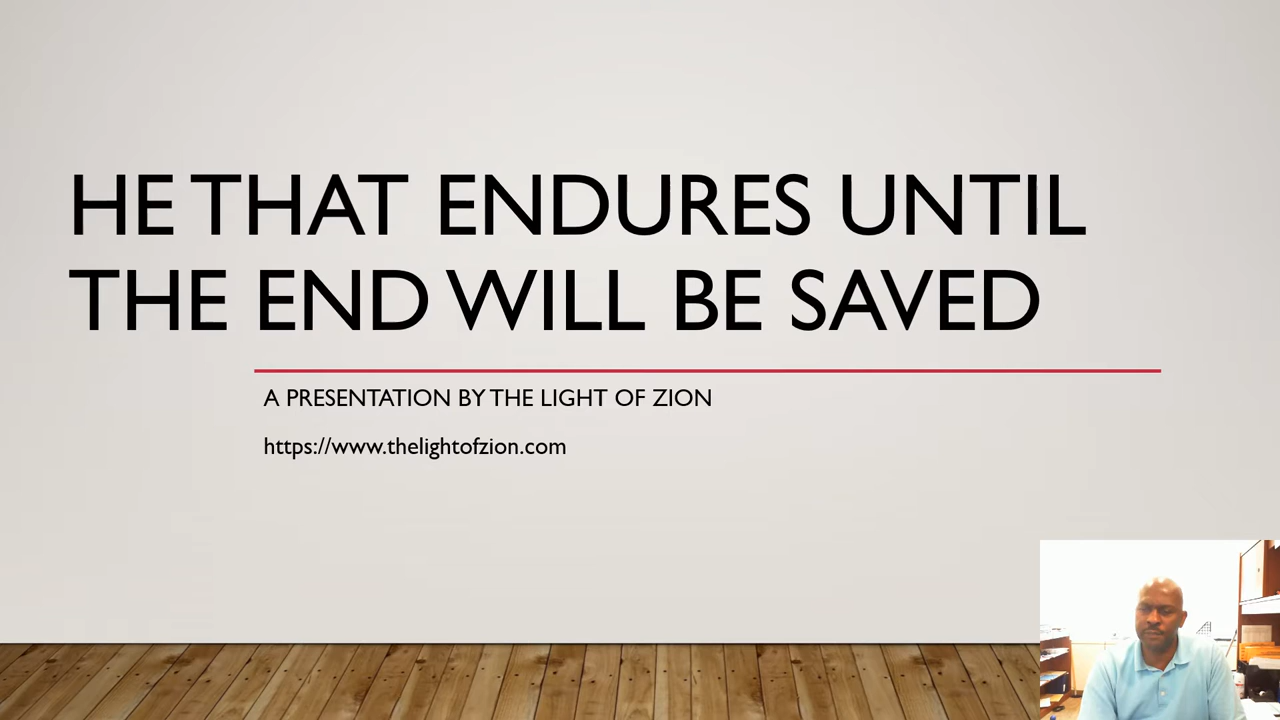 HE THAT ENDURES UNTIL
THE END WILL BE SAVED
A PRESENTATION BY THE LIGHT OF ZION
https://www.thelightofzion.com